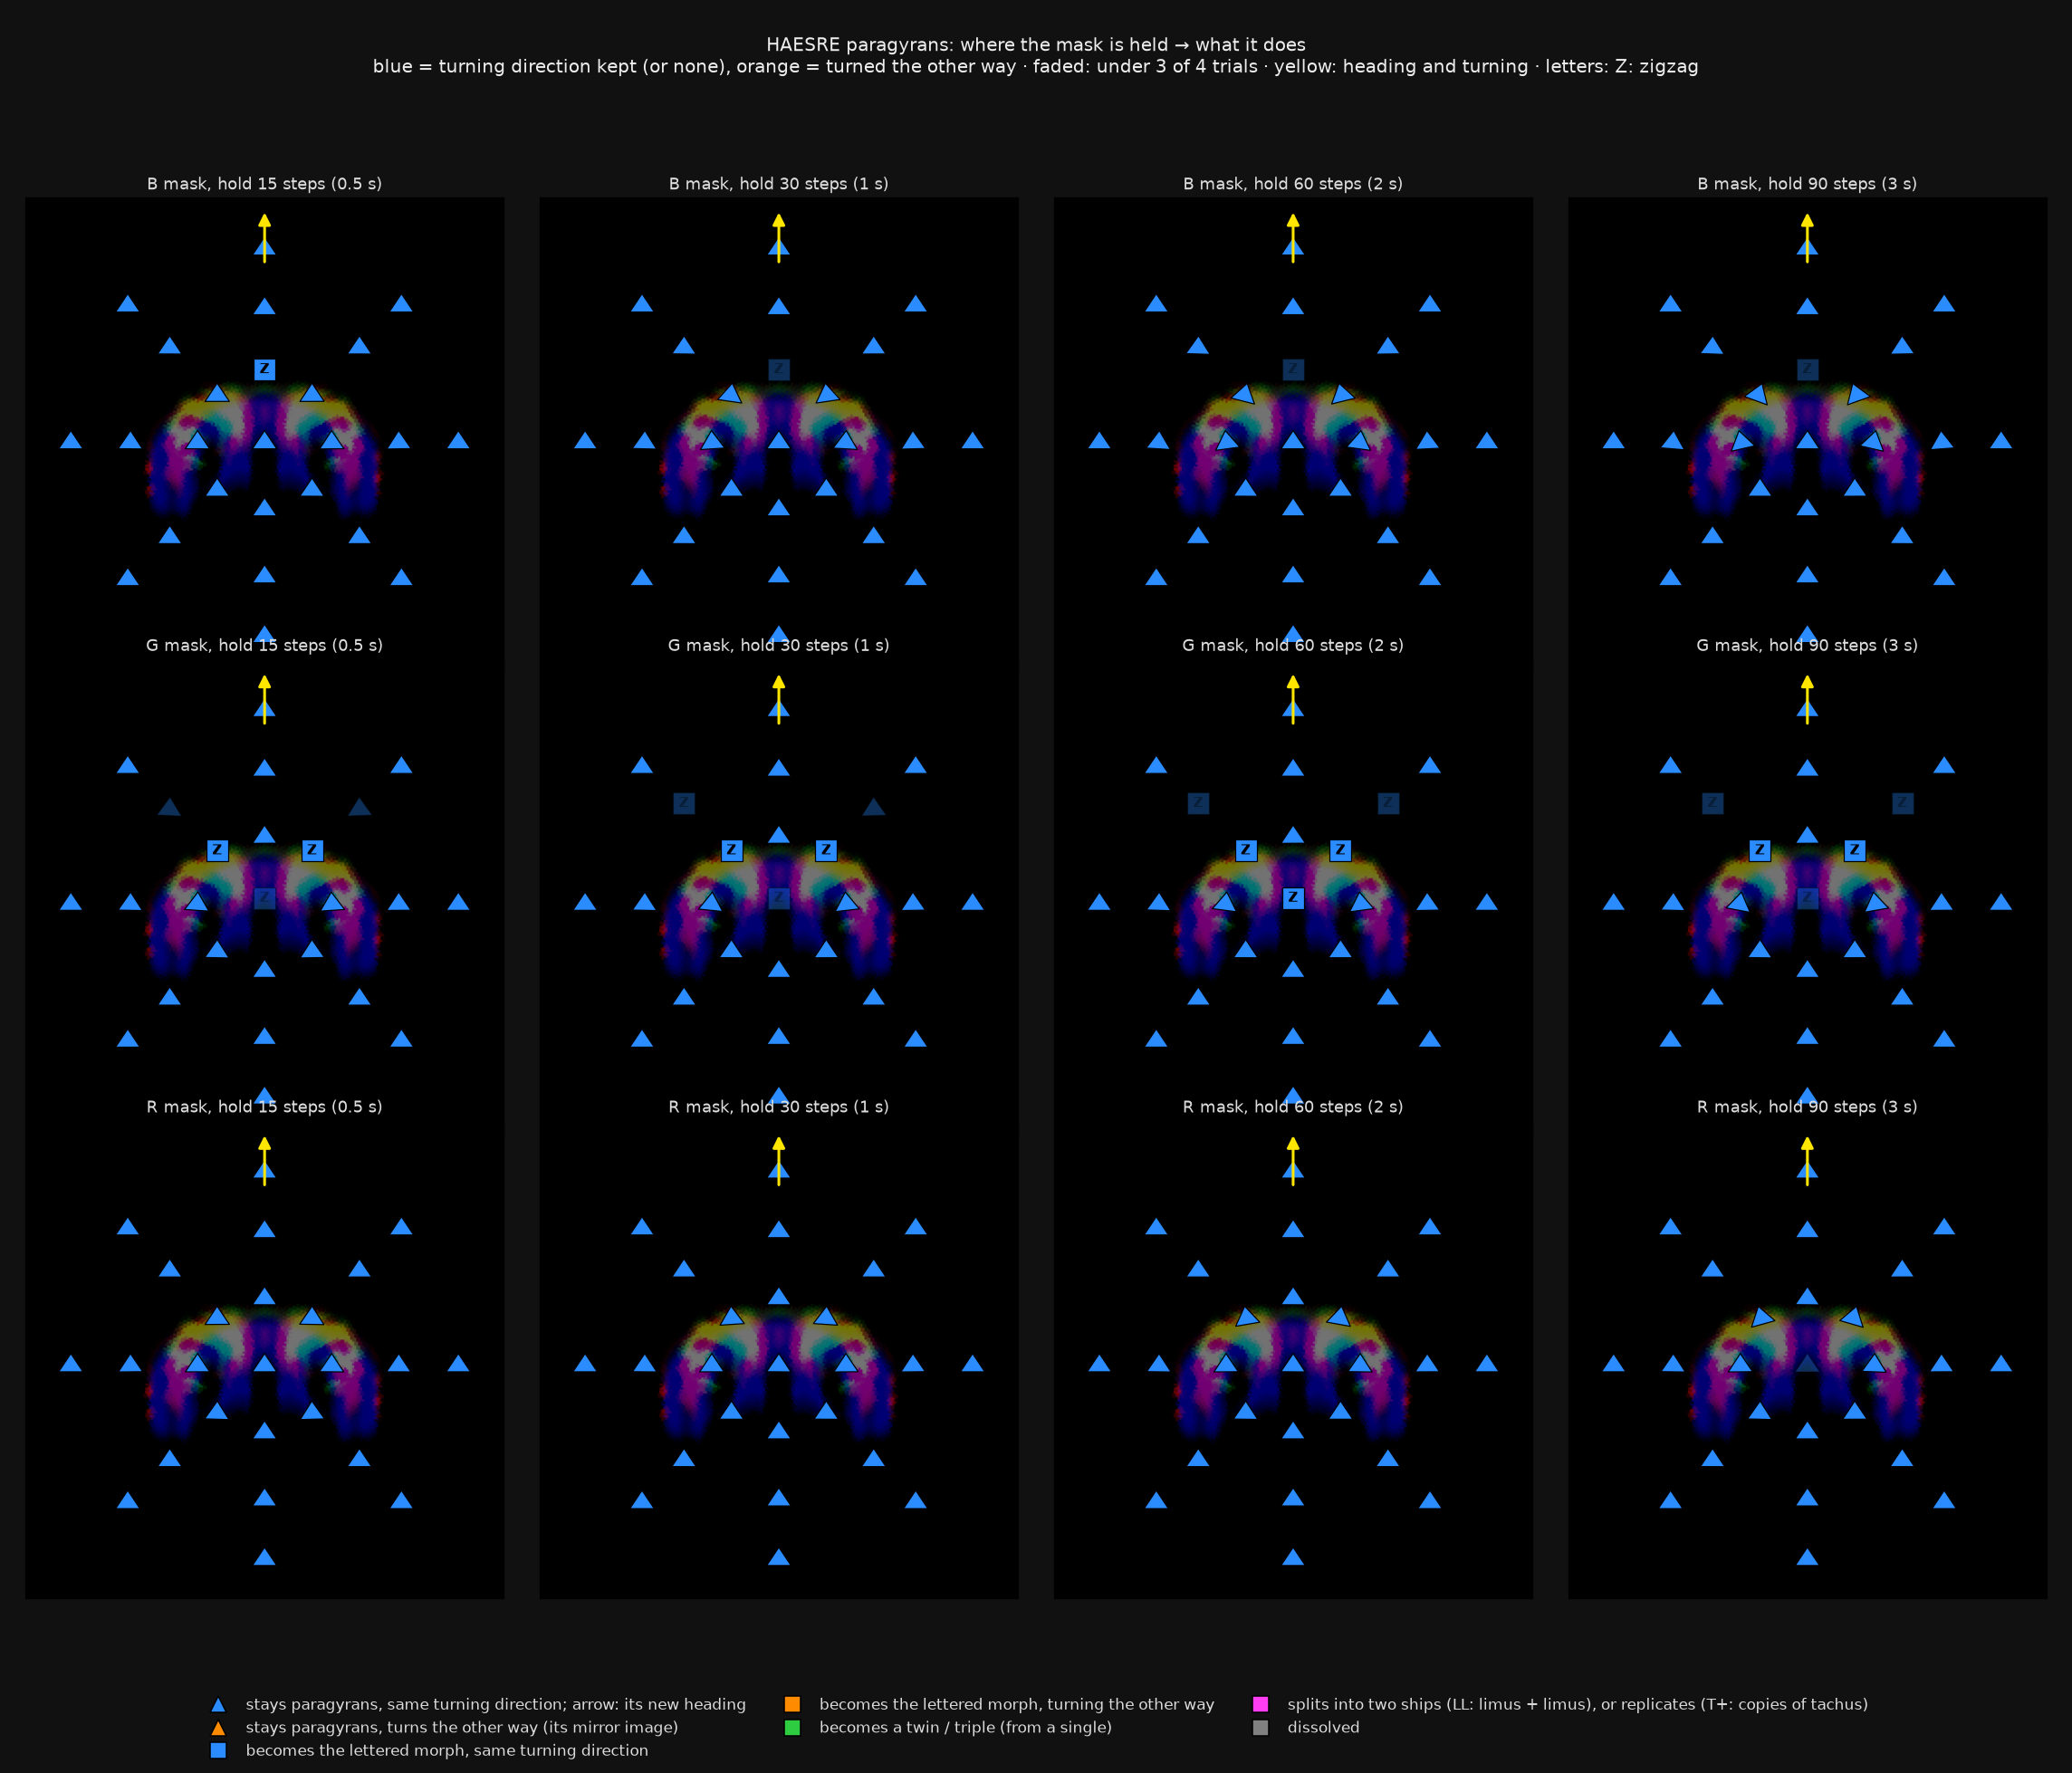 HAESRE paragyrans: where the mask is held → what it does
blue = turning direction kept (or none), orange = turned the other way · faded: under 3 of 4 trials · yellow: heading and turning · letters: Z: zigzag
B mask, hold 15 steps (0.5 s)
B mask, hold 30 steps (1 s)
B mask, hold 60 steps (2 s)
B mask, hold 90 steps (3 s)
Z
Z
Z
Z
G mask, hold 15 steps (0.5 s)
G mask, hold 30 steps (1 s)
G mask, hold 60 steps (2 s)
G mask, hold 90 steps (3 s)
Z
Z
Z
Z
Z
Z Z
Z Z
Z Z
Z Z
Z
Z
Z
Z
R mask, hold 15 steps (0.5 s)
R mask, hold 30 steps (1 s)
R mask, hold 60 steps (2 s)
R mask, hold 90 steps (3 s)
stays paragyrans, same turning direction; arrow: its new heading
stays paragyrans, turns the other way (its mirror image)
becomes the lettered morph, same turning direction
becomes the lettered morph, turning the other way
becomes a twin / triple (from a single)
splits into two ships (LL: limus + limus), or replicates (T+: copies of tachus)
dissolved